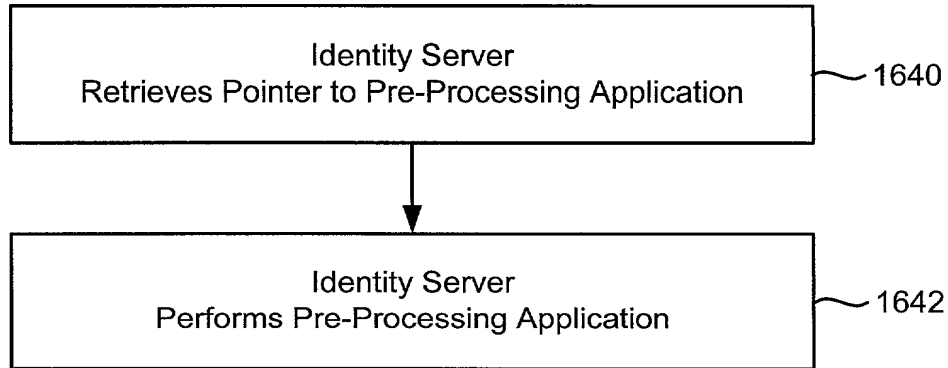 Identity Server
Retrieves Pointer to Pre-Processing Application
1640
Identity Server
Performs Pre-Processing Application
1642